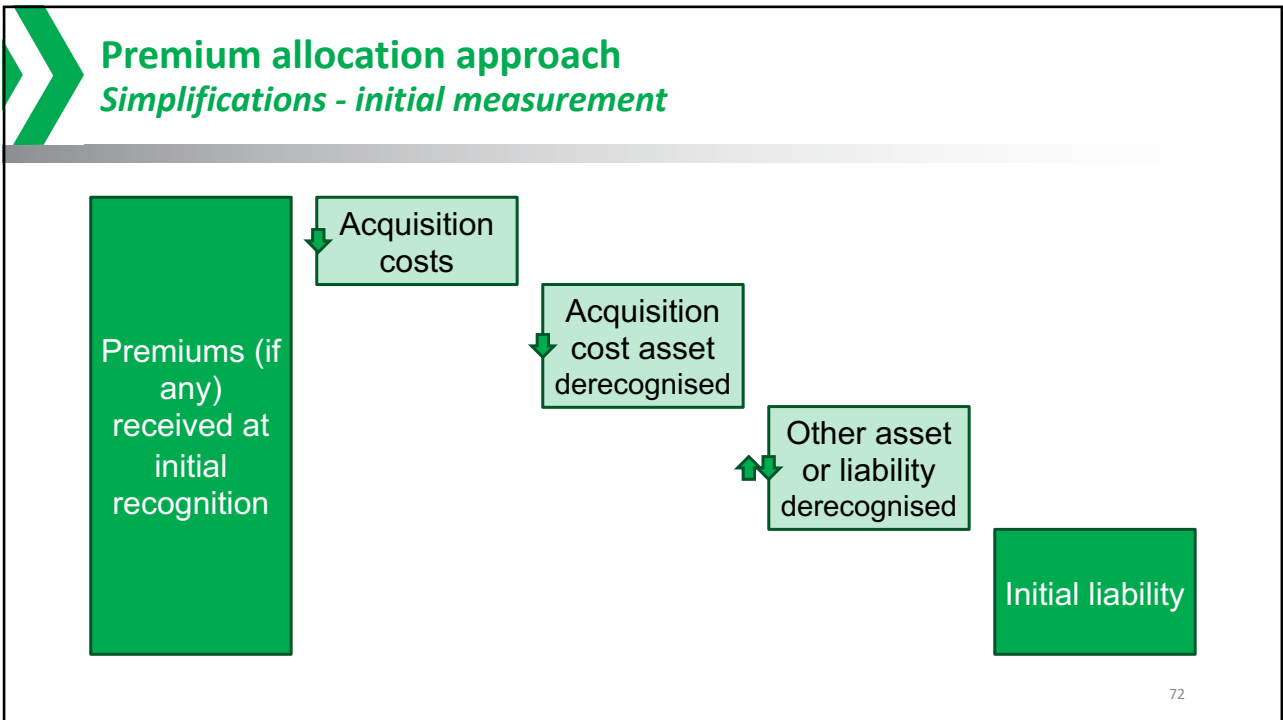 Premium allocation approach
Simplifications - initial measurement
Premiums (if
any)
received at
initial
recognition
Acquisition
costs
Acquisition
cost asset
derecognised
Other asset
or liability
derecognised
Initial liability
72